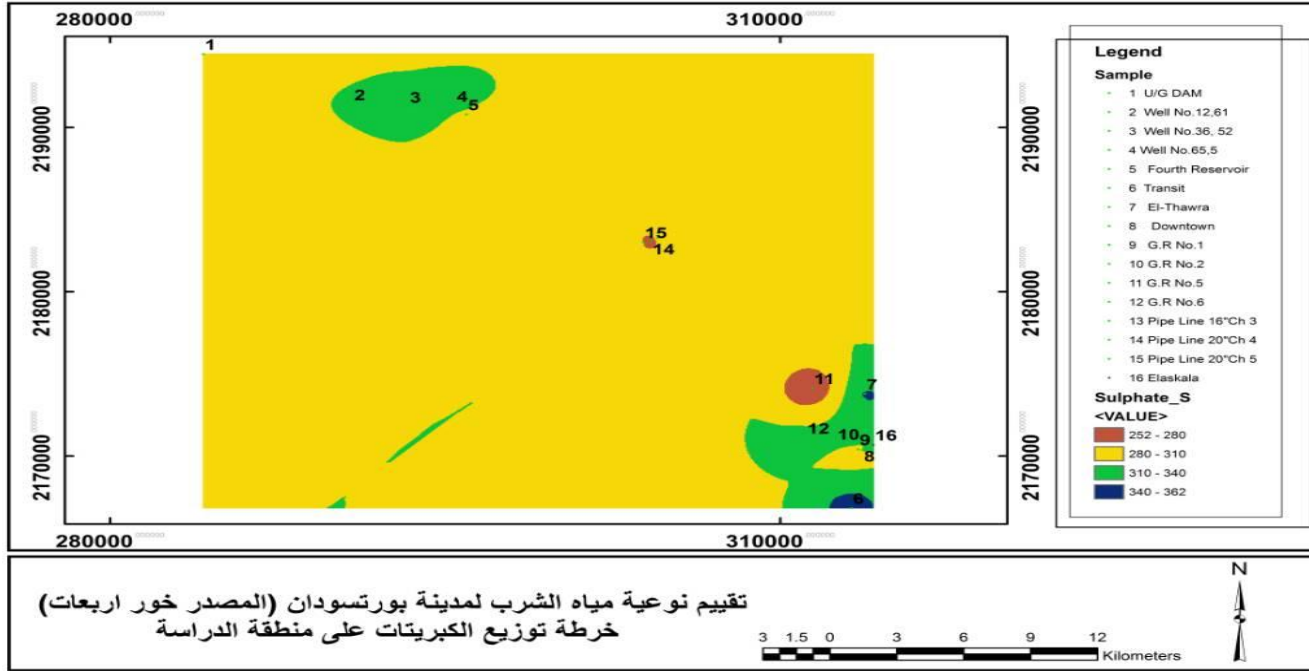 280000
310000
1
2
3
4
5
15
14
11
7
12
10
9
16
8
6
2190000
2180000
2170000
2190000
2180000
2170000
280000
310000
Legend
Sample
1 U/G DAM
2 Well No.12,61
3 Well No.36, 52
4 Well No.65,5
5 Fourth Reservoir
6 Transit
7 El-Thawra
8 Downtown
9 G.R No.1
10 G.R No.2
11 G.R No.5
12 G.R No.6
13 Pipe Line 16"Ch 3
14 Pipe Line 20"Ch 4
15 Pipe Line 20"Ch 5
16 Elaskala
Sulphate_S
<VALUE>
252 - 280
280 - 310
310 - 340
340 - 362
تقييم نوعية مياه الشرب لمدينة بورتسودان (المصدر خور اربعات)
خرطة توزيع الكبريتات على منطقة الدراسة
3 1.5 0 3 6 9 12
Kilometers
N